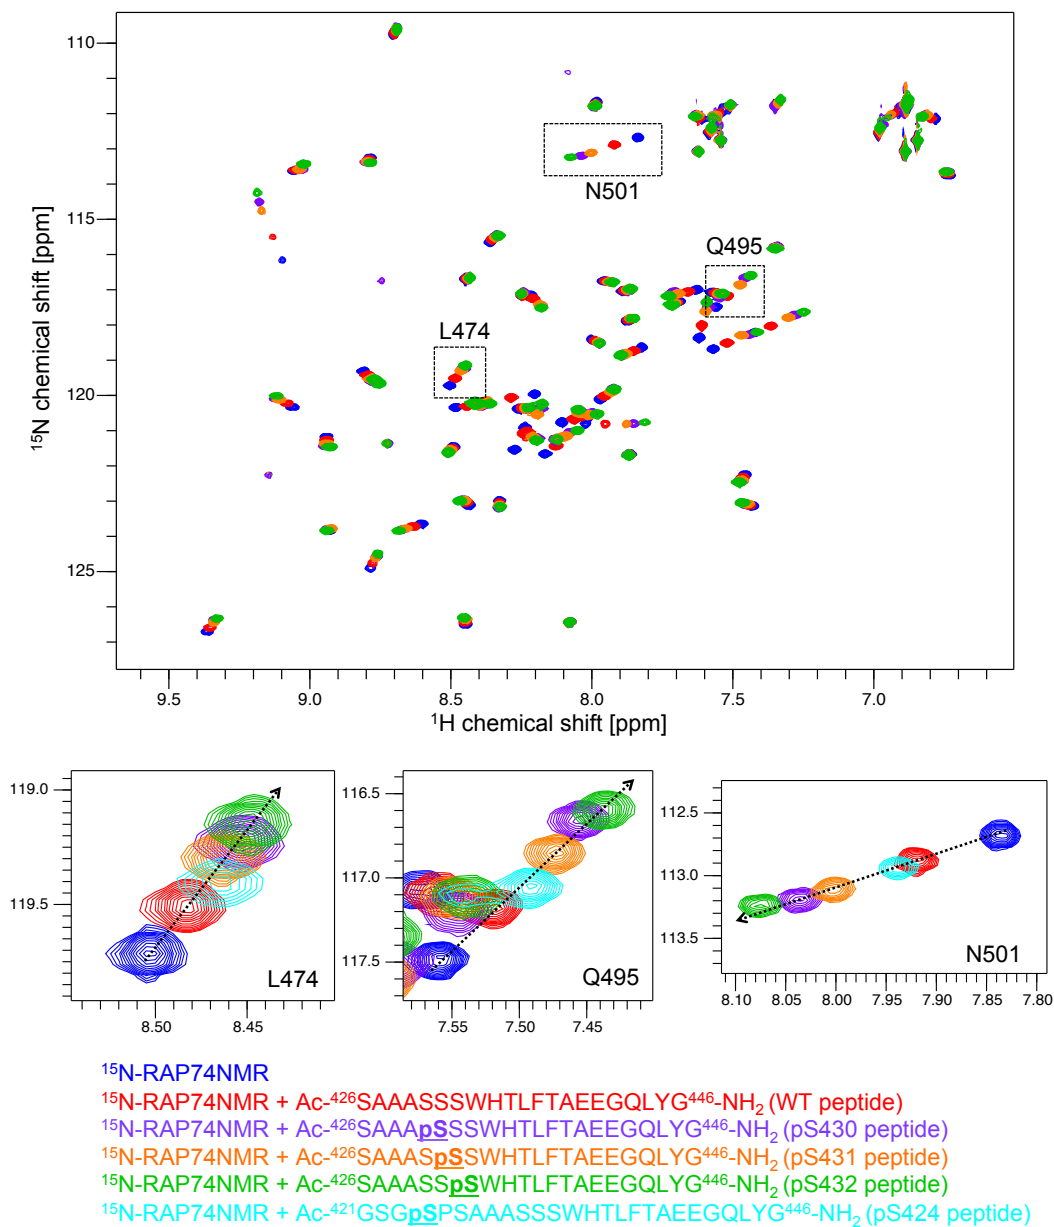 110
115
120
125
¹⁵N chemical shift [ppm]
N501
Q495
L474
9.5 9.0 8.5 8.0 7.5 7.0
¹H chemical shift [ppm]
119.0
119.5
L474
8.50 8.45
116.5
117.0
117.5
Q495
7.55 7.50 7.45
112.5
113.0
113.5
N501
8.10 8.05 8.00 7.95 7.90 7.85 7.80
¹⁵N-RAP74NMR
¹⁵N-RAP74NMR + Ac-⁴²⁶SAAASSSWHTLFTAEEGQLYG⁴⁴⁶-NH₂ (WT peptide)
¹⁵N-RAP74NMR + Ac-⁴²⁶SAAApSSSWHTLFTAEEGQLYG⁴⁴⁶-NH₂ (pS430 peptide)
¹⁵N-RAP74NMR + Ac-⁴²⁶SAAASpSSWHTLFTAEEGQLYG⁴⁴⁶-NH₂ (pS431 peptide)
¹⁵N-RAP74NMR + Ac-⁴²⁶SAAASSpSWHTLFTAEEGQLYG⁴⁴⁶-NH₂ (pS432 peptide)
¹⁵N-RAP74NMR + Ac-⁴²¹GSGpSPSAAASSSWHTLFTAEEGQLYG⁴⁴⁶-NH₂ (pS424 peptide)